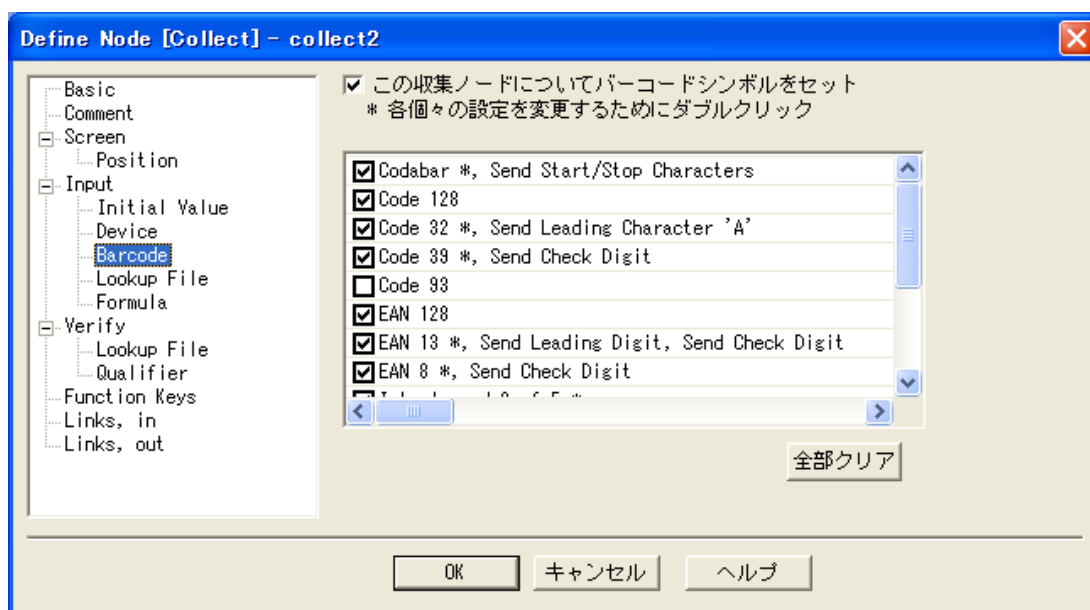 Define Node [Collect] - collect2
Basic
Comment
Screen
Position
Input
Initial Value
Device
Barcode
Lookup File
Formula
Verify
Lookup File
Qualifier
Function Keys
Links, in
Links, out
この収集ノードについてバーコードシンボルをセット
* 各個々の設定を変更するためにダブルクリック
Codabar *, Send Start/Stop Characters
Code 128
Code 32 *, Send Leading Character 'A'
Code 39 *, Send Check Digit
Code 93
EAN 128
EAN 13 *, Send Leading Digit, Send Check Digit
EAN 8 *, Send Check Digit
全部クリア
OK
キャンセル
ヘルプ